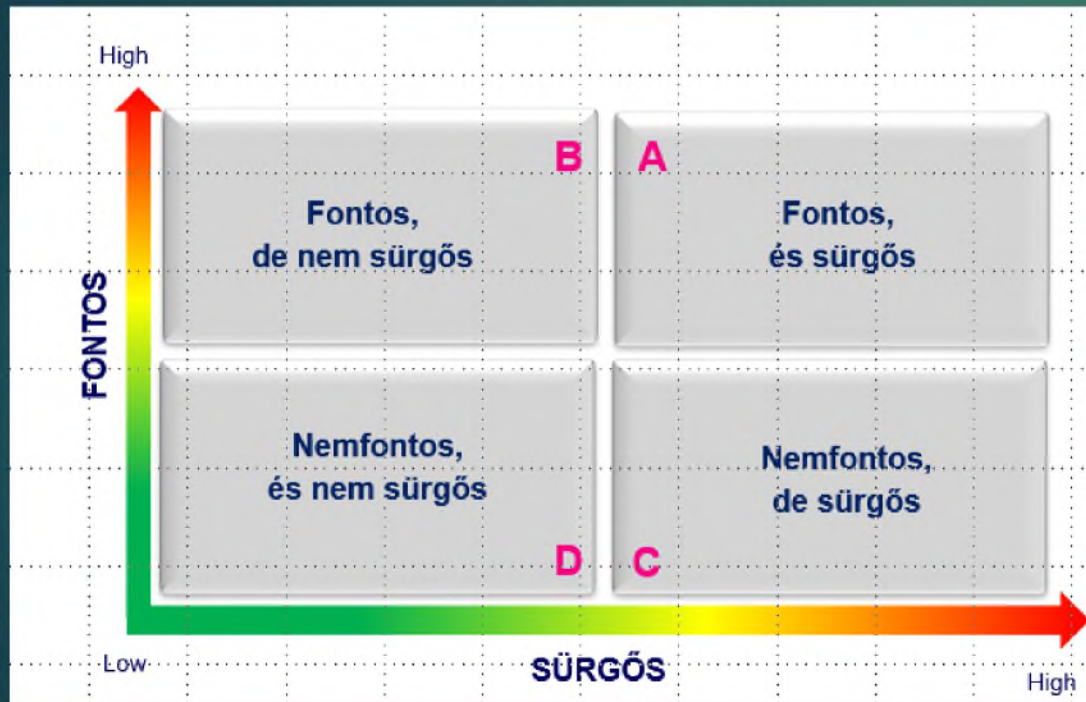 High
B
A
Fontos,
de nem sürgős
Fontos,
és sürgős
FONTOS
Nemfontos,
és nem sürgős
Nemfontos,
de sürgős
D
C
Low
SÜRGŐS
High